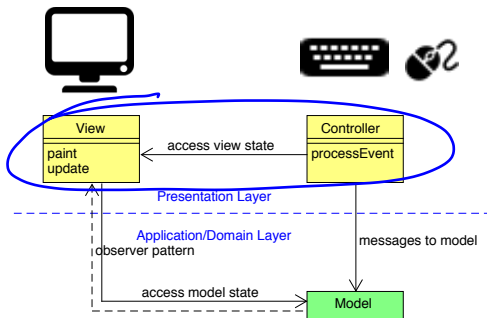 View
Controller
paint
update
access view state
processEvent
Presentation Layer
Application/Domain Layer
observer pattern
messages to model
access model state
Model